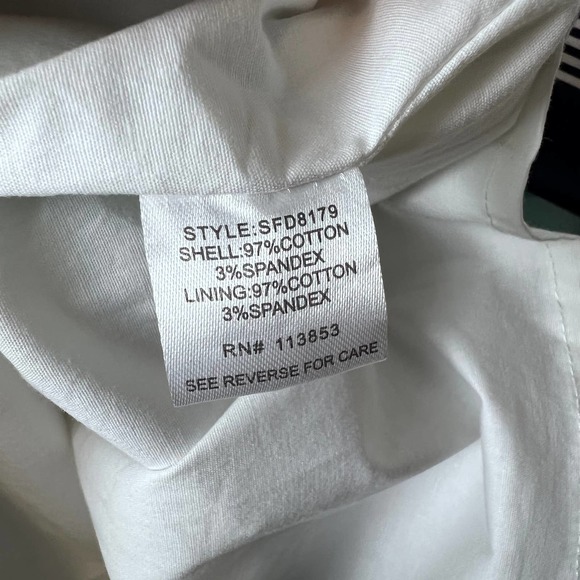 STYLE:SFD8179
SHELL:97%COTTON
3%SPANDEX
LINING:97%COTTON
3%SPANDEX
RN# 113853
SEE REVERSE FOR CARE